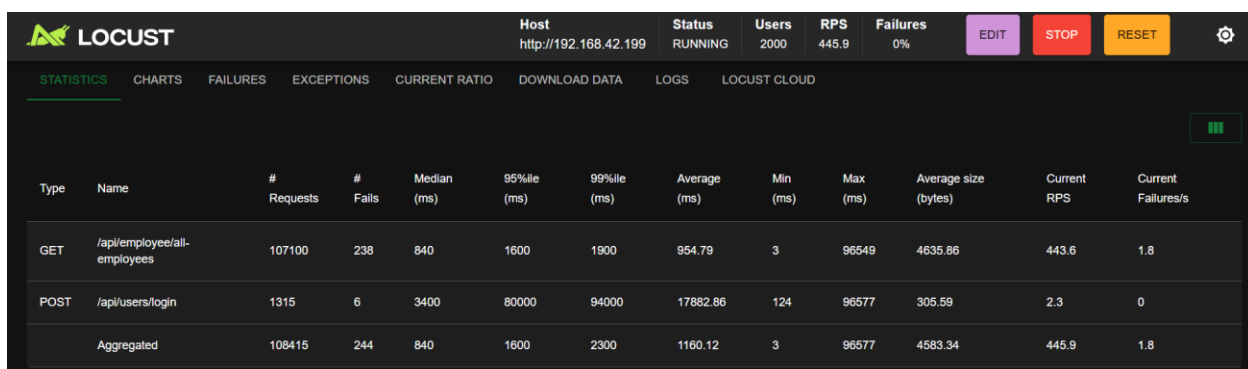 LOCUST
Host Status Users RPS Failures
http://192.168.42.199 RUNNING 2000 445.9 0%
EDIT STOP RESET
STATISTICS CHARTS FAILURES EXCEPTIONS CURRENT RATIO DOWNLOAD DATA LOGS LOCUST CLOUD
Type Name # Requests # Fails Median (ms) 95%ile (ms) 99%ile (ms) Average (ms) Min (ms) Max (ms) Average size (bytes) Current RPS Current Failures/s
GET /api/employee/all-employees 107100 238 840 1600 1900 954.79 3 96549 4635.86 443.6 1.8
POST /api/users/login 1315 6 3400 80000 94000 17882.86 124 96577 305.59 2.3 0
Aggregated 108415 244 840 1600 2300 1160.12 3 96577 4583.34 445.9 1.8